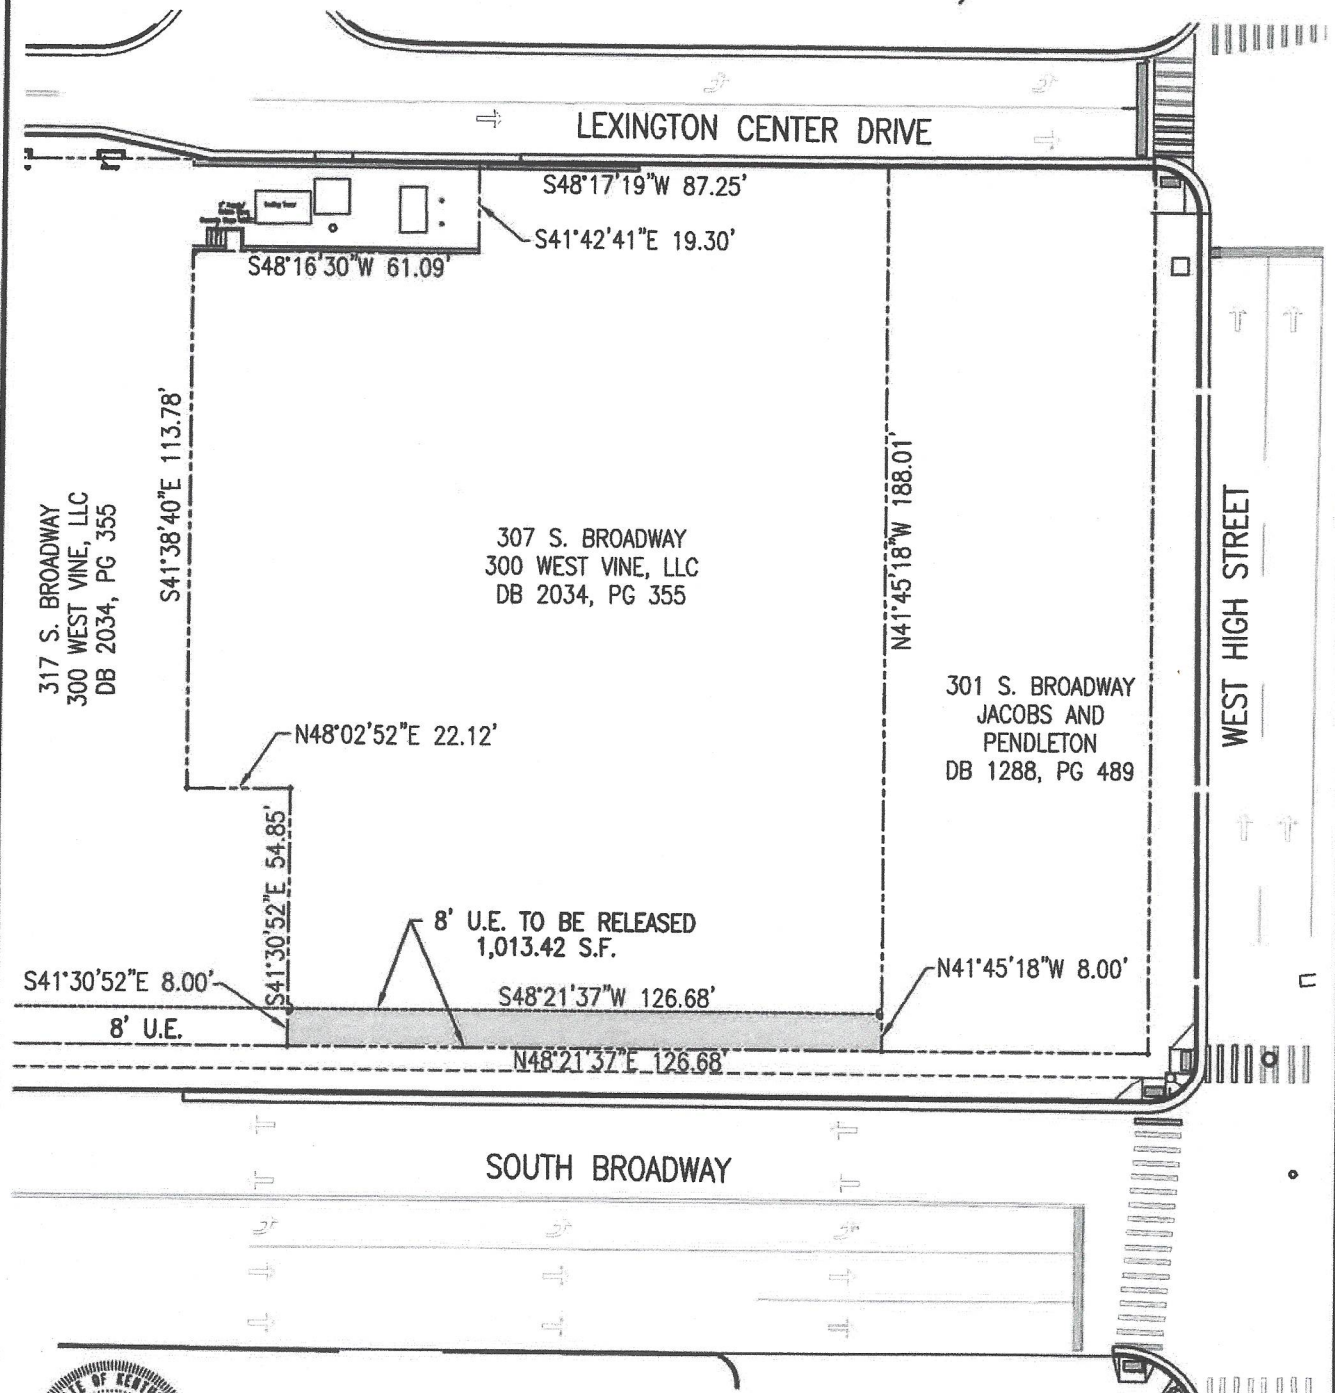 LEXINGTON CENTER DRIVE
S48°17'19"W 87.25'
S41°42'41"E 19.30'
S48°16'30"W 61.09'
S41°38'40"E 113.78'
N41°45'18"W 188.01'
317 S. BROADWAY
300 WEST VINE, LLC
DB 2034, PG 355
307 S. BROADWAY
300 WEST VINE, LLC
DB 2034, PG 355
WEST HIGH STREET
301 S. BROADWAY
JACOBS AND
PENDLETON
DB 1288, PG 489
N48°02'52"E 22.12'
S41°30'52"E 54.85'
8' U.E. TO BE RELEASED
1,013.42 S.F.
S41°30'52"E 8.00'
N41°45'18"W 8.00'
S48°21'37"W 126.68'
8' U.E.
N48°21'37"E 126.68'
SOUTH BROADWAY